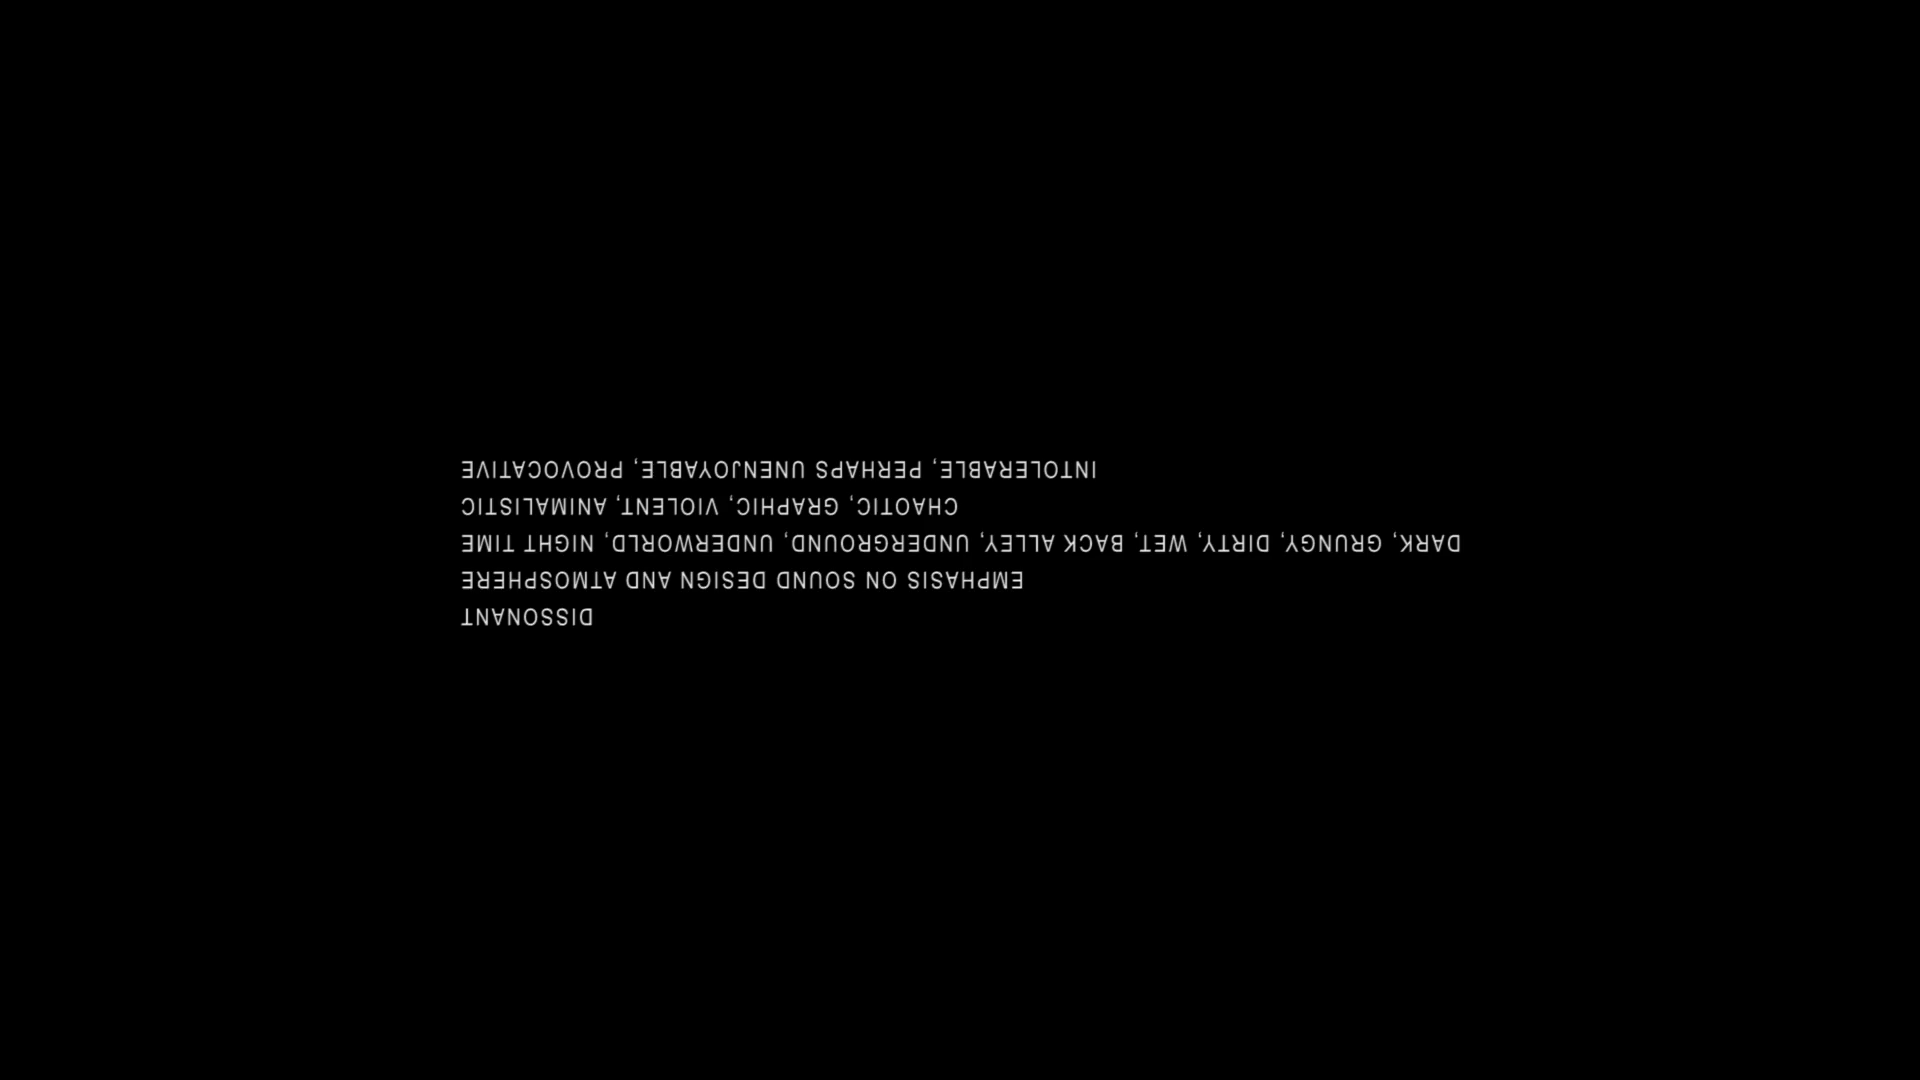 DISSONANT
EMPHASIS ON SOUND DESIGN AND ATMOSPHERE
DARK, GRUNGY, DIRTY, WET, BACK ALLEY, UNDERGROUND, UNDERWORLD, NIGHT TIME
CHAOTIC, GRAPHIC, VIOLENT, ANIMALISTIC
INTOLERABLE, PERHAPS UNENJOYABLE, PROVOCATIVE